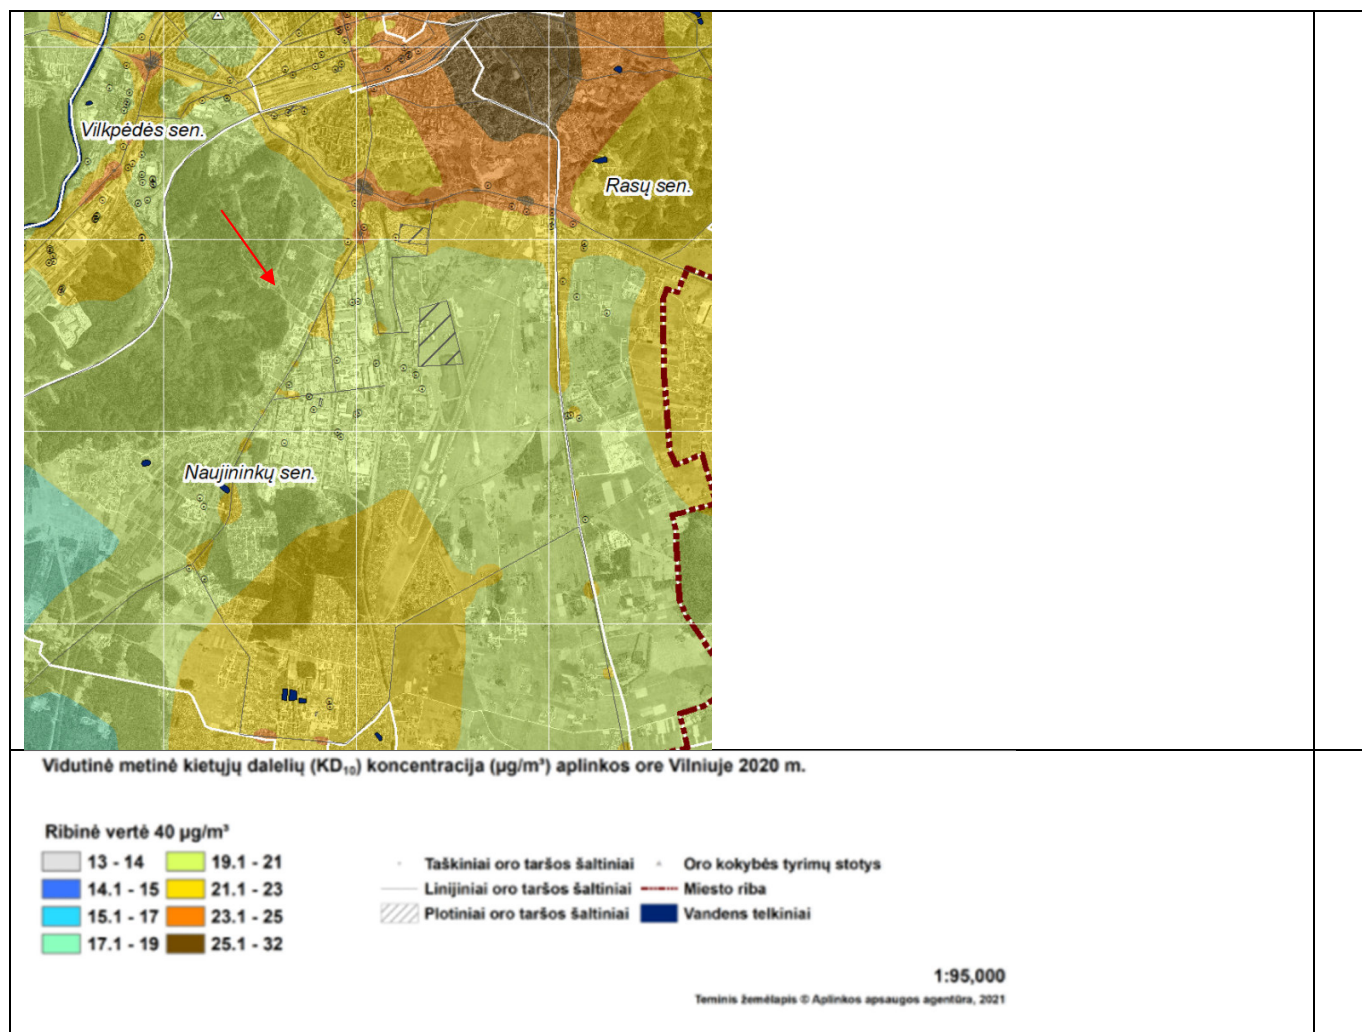 Vilkpėdės sen.
Rasų sen.
Naujininkų sen.
Vidutinė metinė kietųjų dalelių (KD₁₀) koncentracija (µg/m³) aplinkos ore Vilniuje 2020 m.
Ribinė vertė 40 µg/m³
13 - 14
19.1 - 21
14.1 - 15
21.1 - 23
15.1 - 17
23.1 - 25
17.1 - 19
25.1 - 32
Taškiniai oro taršos šaltiniai
Oro kokybės tyrimų stotys
Linijiniai oro taršos šaltiniai
Miesto riba
Plotiniai oro taršos šaltiniai
Vandens telkiniai
1:95,000
Teminis žemėlapis © Aplinkos apsaugos agentūra, 2021